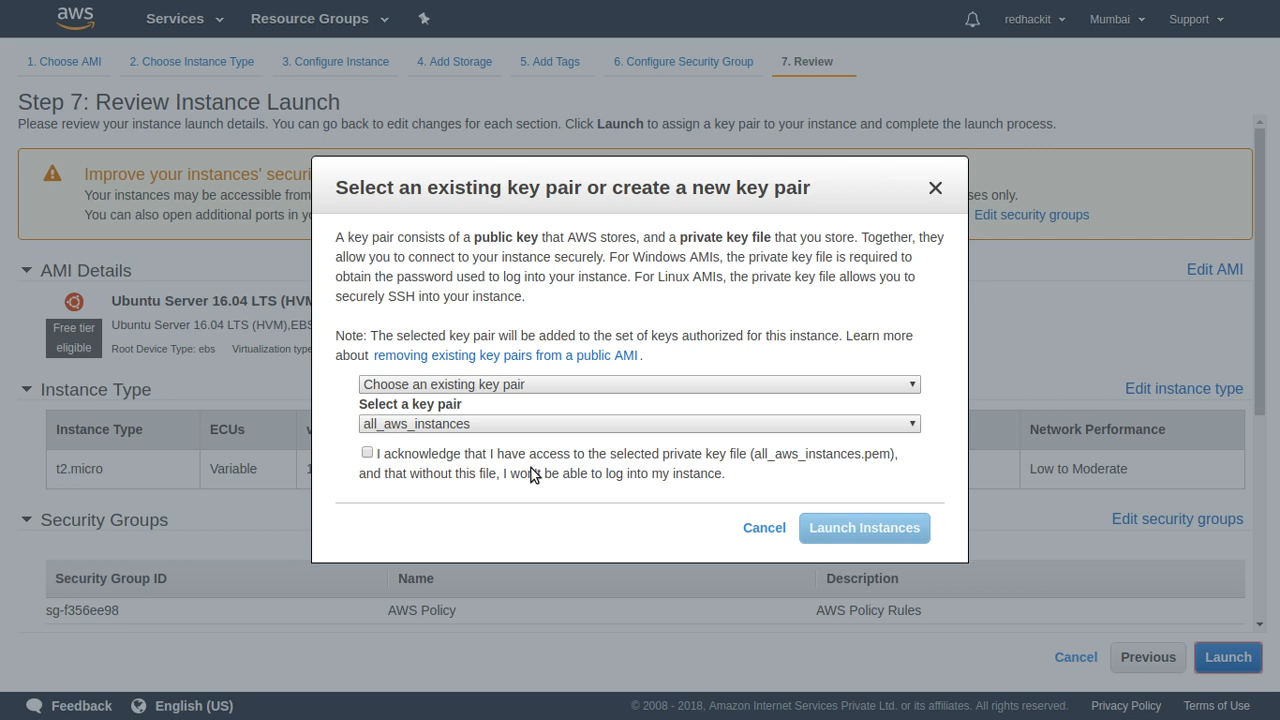 aws Services Resource Groups redhackit Mumbai Support
1. Choose AMI 2. Choose Instance Type 3. Configure Instance 4. Add Storage 5. Add Tags 6. Configure Security Group 7. Review
Step 7: Review Instance Launch
Please review your instance launch details. You can go back to edit changes for each section. Click Launch to assign a key pair to your instance and complete the launch process.
Improve your instances' securi
Your instances may be accessible from
ses only.
You can also open additional ports in yo
Edit security groups
AMI Details Edit AMI
Ubuntu Server 16.04 LTS (HVM
Free tier
eligible
Ubuntu Server 16.04 LTS (HVM),EBS
Root Device Type: ebs Virtualization type
Instance Type Edit instance type
Instance Type ECUs Network Performance
t2.micro Variable 1 Low to Moderate
Security Groups Edit security groups
Security Group ID Name Description
sg-f356ee98 AWS Policy AWS Policy Rules
Select an existing key pair or create a new key pair
A key pair consists of a public key that AWS stores, and a private key file that you store. Together, they
allow you to connect to your instance securely. For Windows AMIs, the private key file is required to
obtain the password used to log into your instance. For Linux AMIs, the private key file allows you to
securely SSH into your instance.
Note: The selected key pair will be added to the set of keys authorized for this instance. Learn more
about removing existing key pairs from a public AMI.
Choose an existing key pair
Select a key pair
all_aws_instances
I acknowledge that I have access to the selected private key file (all_aws_instances.pem),
and that without this file, I won't be able to log into my instance.
Cancel Launch Instances
Cancel Previous Launch
Feedback English (US) © 2008 - 2018, Amazon Internet Services Private Ltd. or its affiliates. All rights reserved. Privacy Policy Terms of Use